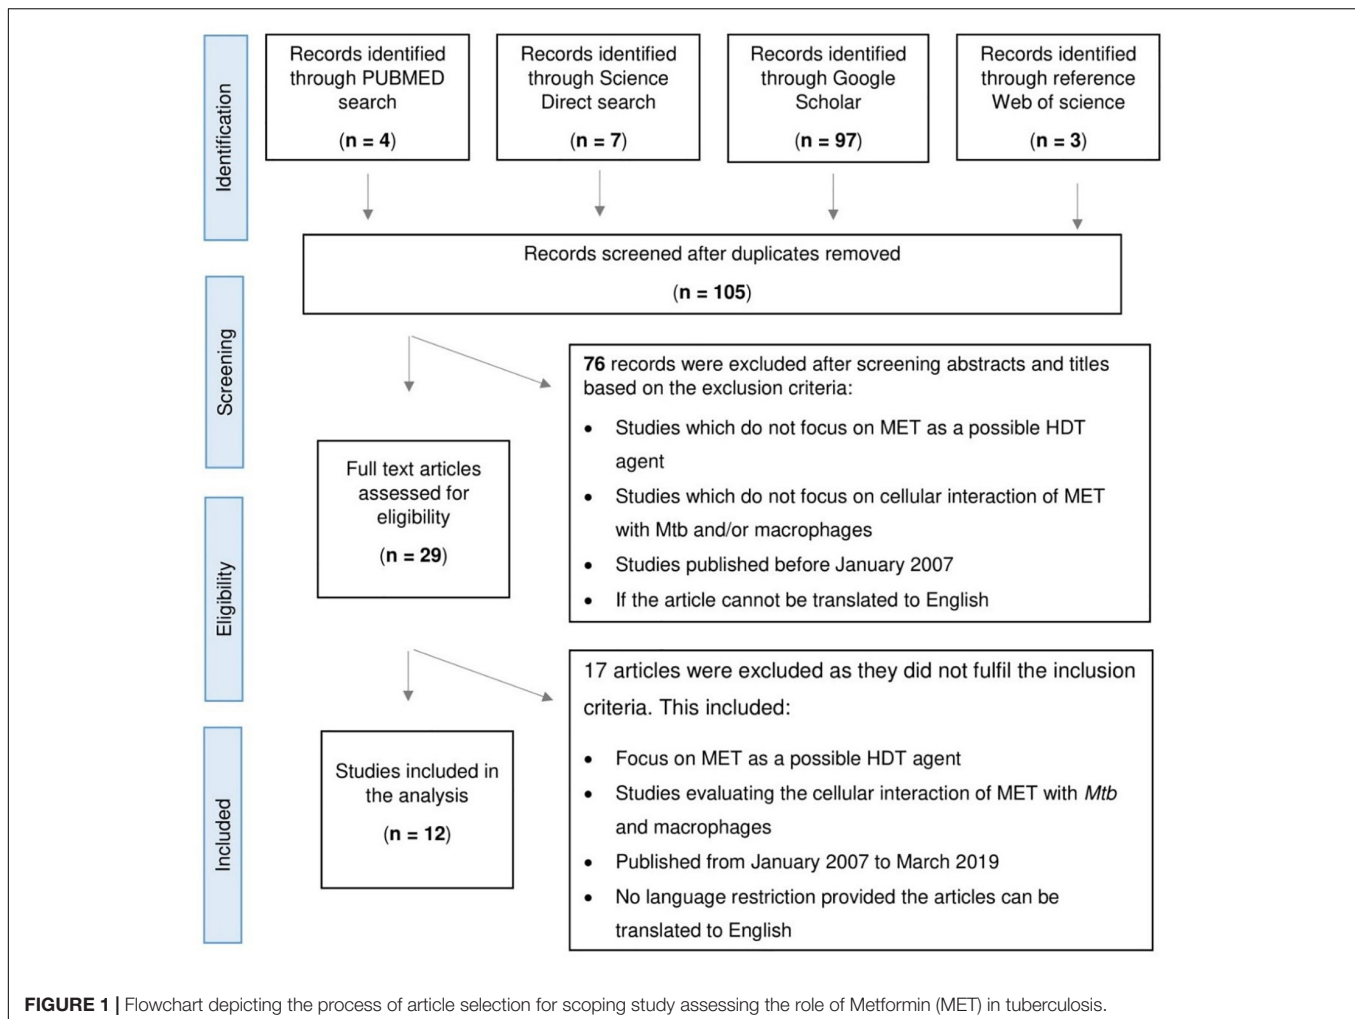 Identification
Records identified
through PUBMED
search
(n = 4)
Records identified
through Science
Direct search
(n = 7)
Records identified
through Google
Scholar
(n = 97)
Records identified
through reference
Web of science
(n = 3)
Records screened after duplicates removed
(n = 105)
Screening
76 records were excluded after screening abstracts and titles
based on the exclusion criteria:
• Studies which do not focus on MET as a possible HDT
agent
• Studies which do not focus on cellular interaction of MET
with Mtb and/or macrophages
• Studies published before January 2007
• If the article cannot be translated to English
Eligibility
Full text articles
assessed for
eligibility
(n = 29)
17 articles were excluded as they did not fulfil the inclusion
criteria. This included:
• Focus on MET as a possible HDT agent
• Studies evaluating the cellular interaction of MET with Mtb
and macrophages
• Published from January 2007 to March 2019
• No language restriction provided the articles can be
translated to English
Included
Studies included in
the analysis
(n = 12)
FIGURE 1 | Flowchart depicting the process of article selection for scoping study assessing the role of Metformin (MET) in tuberculosis.